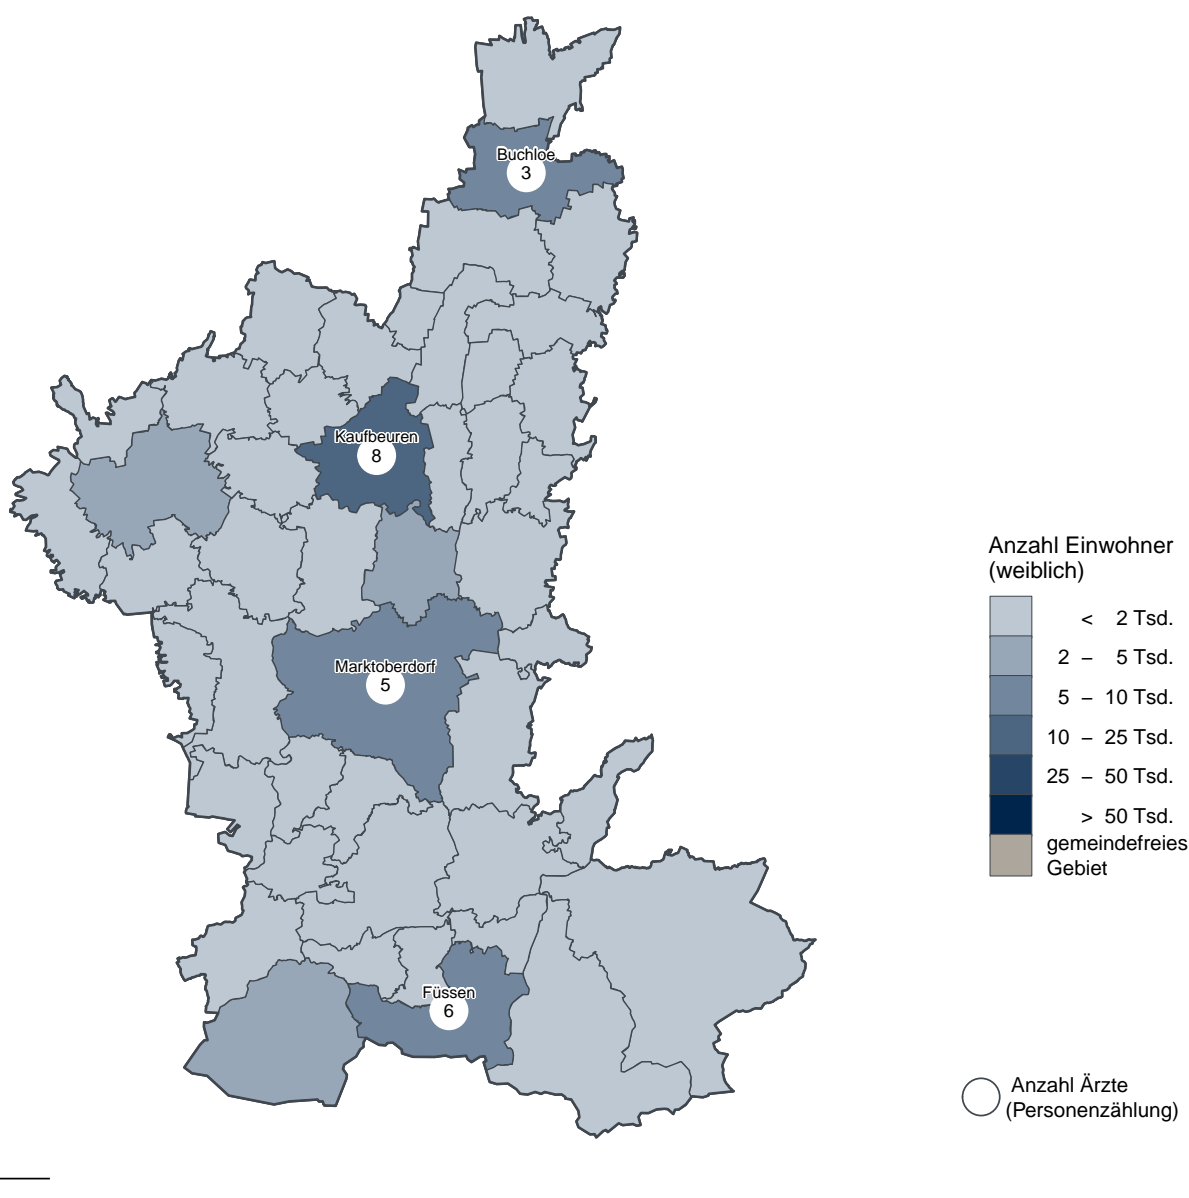 Buchloe
3
Kaufbeuren
8
Marktoberdorf
5
Füssen
6
Anzahl Einwohner
(weiblich)
< 2 Tsd.
2 – 5 Tsd.
5 – 10 Tsd.
10 – 25 Tsd.
25 – 50 Tsd.
> 50 Tsd.
gemeindefreies
Gebiet
Anzahl Ärzte
(Personenzählung)